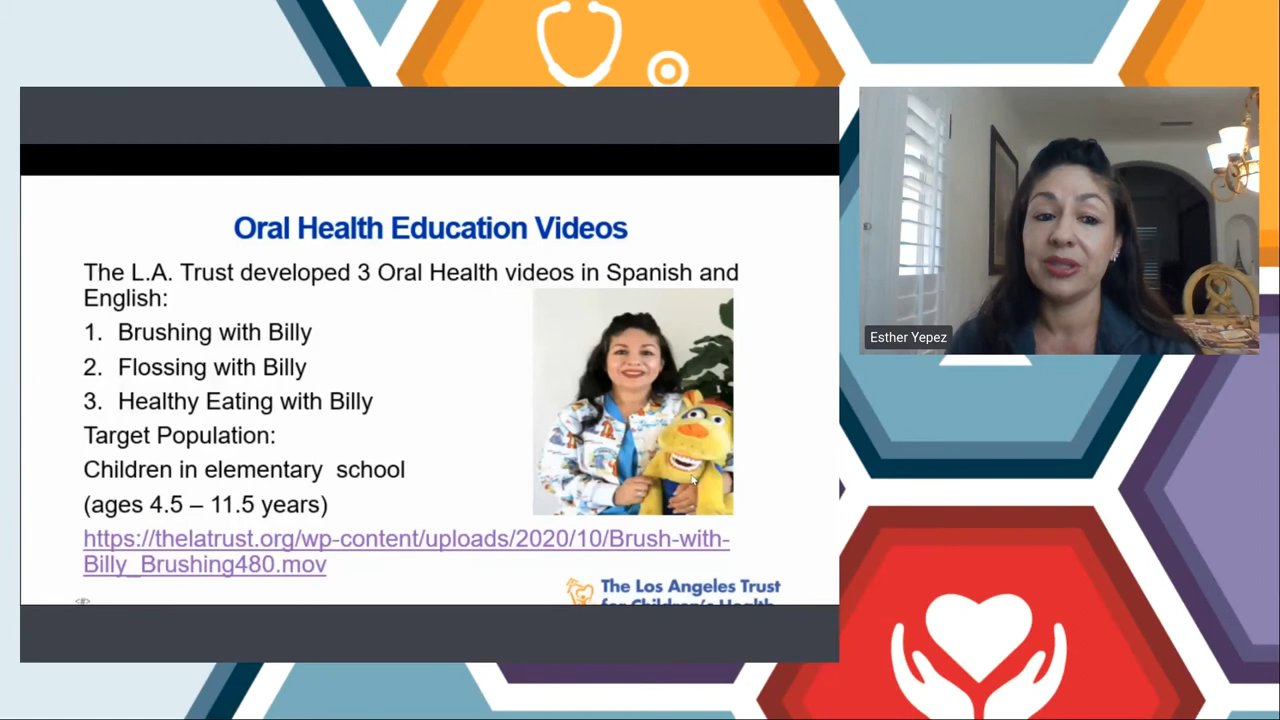 Oral Health Education Videos
The L.A. Trust developed 3 Oral Health videos in Spanish and
English:
1. Brushing with Billy
2. Flossing with Billy
3. Healthy Eating with Billy
Target Population:
Children in elementary school
(ages 4.5 – 11.5 years)
https://thelatrust.org/wp-content/uploads/2020/10/Brush-with-
Billy_Brushing480.mov
The Los Angeles Trust
for Children's Health
Esther Yepez